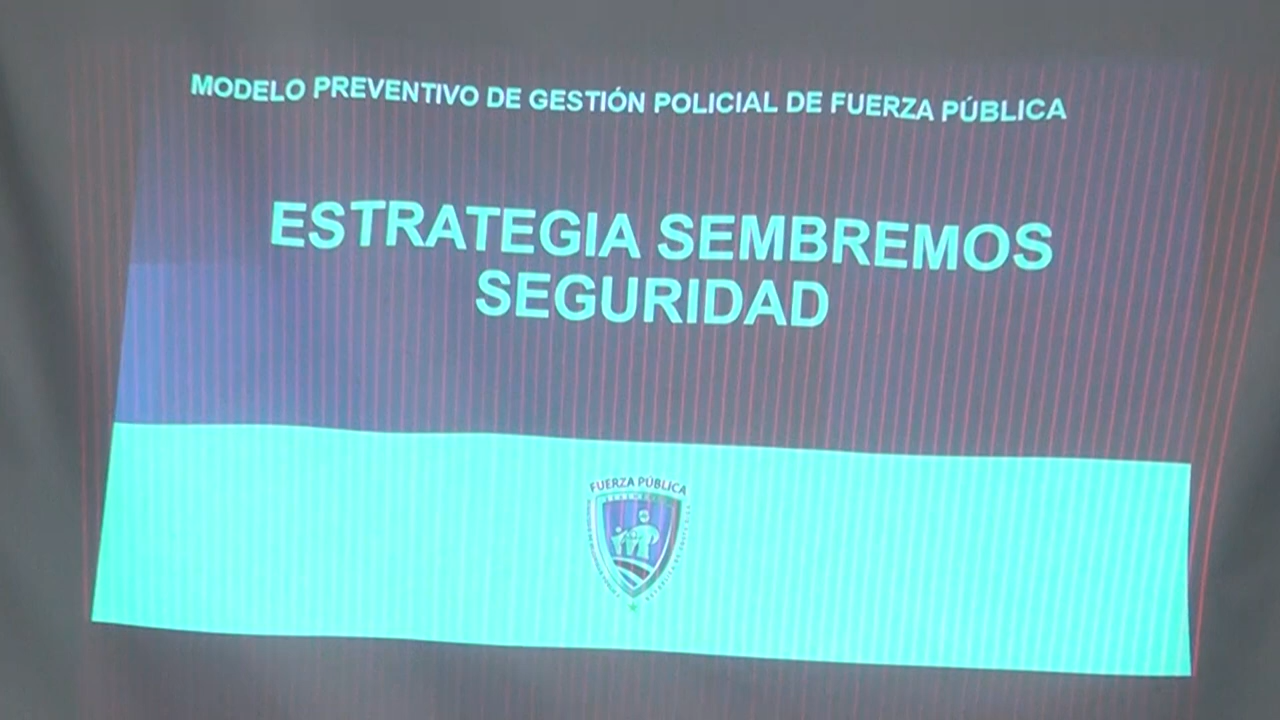 MODELO PREVENTIVO DE GESTIÓN POLICIAL DE FUERZA PÚBLICA
ESTRATEGIA SEMBREMOS
SEGURIDAD
FUERZA PÚBLICA